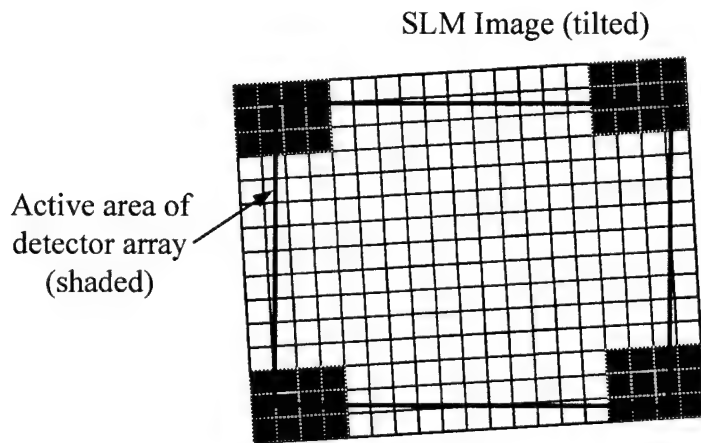 SLM Image (tilted)
Active area of
detector array
(shaded)